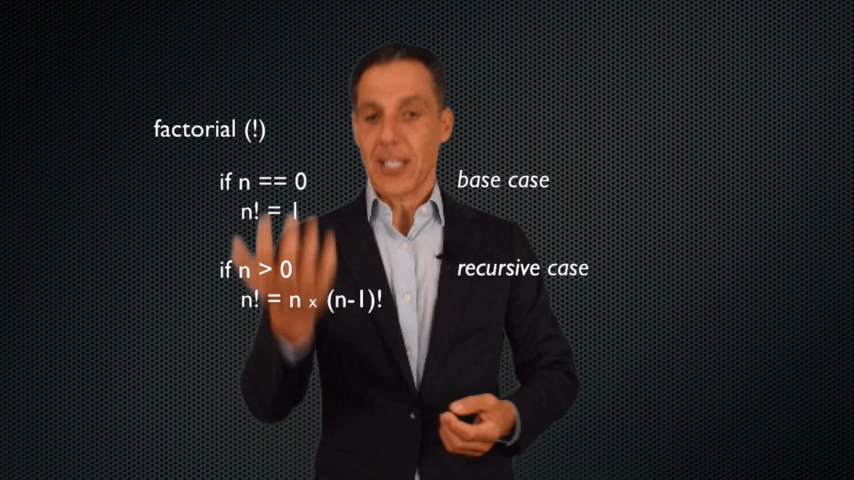 factorial (!)
if n == 0 base case
n! = 1
if n > 0 recursive case
n! = n x (n-1)!